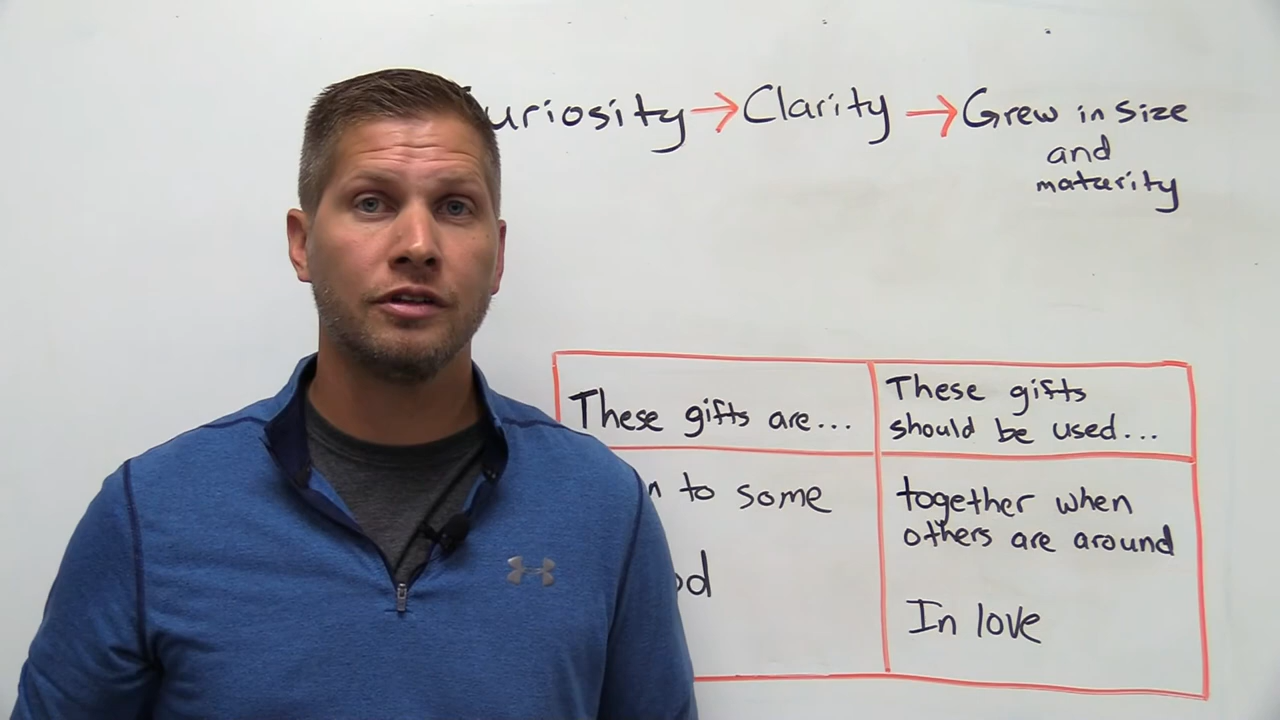 uriosity → Clarity → Grew in size
and
maturity
These gifts are...
These gifts
should be used...
n to some
od
together when
others are around
In love